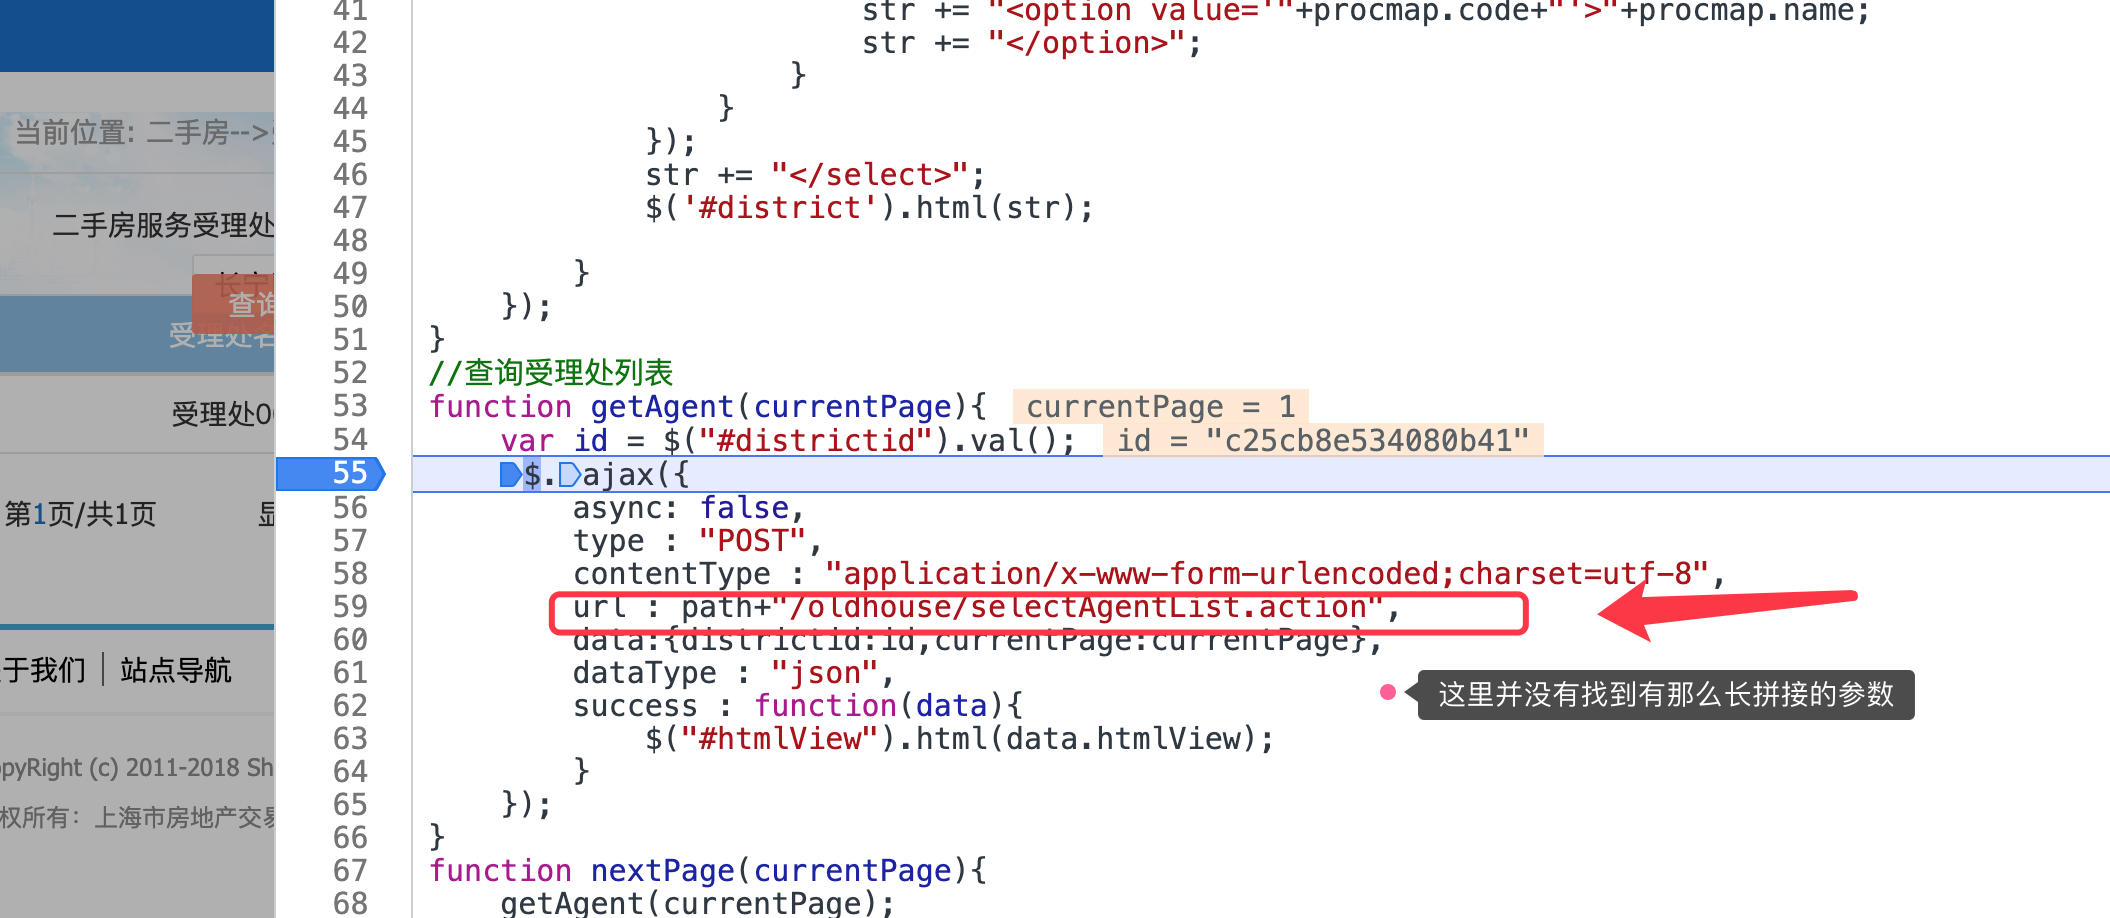 当前位置: 二手房-->
二手房服务受理处
长宁
查询
受理处名
受理处0
第1页/共1页
显
于我们 | 站点导航
pyRight (c) 2011-2018 Sh
权所有：上海市房地产交易
41 str += "<option value='"+procmap.code+"'>"+procmap.name;
42 str += "</option>";
43 }
44 }
45 });
46 str += "</select>";
47 $('#district').html(str);
48
49 }
50 });
51 }
52 //查询受理处列表
53 function getAgent(currentPage){ currentPage = 1
54 var id = $("#districtid").val(); id = "c25cb8e534080b41"
55 $.ajax({
56 async: false,
57 type : "POST",
58 contentType : "application/x-www-form-urlencoded;charset=utf-8",
59 url : path+"/oldhouse/selectAgentList.action",
60 data:{districtid:id,currentPage:currentPage},
61 dataType : "json",
62 success : function(data){
63 $("#htmlView").html(data.htmlView);
64 }
65 });
66 }
67 function nextPage(currentPage){
68 getAgent(currentPage);
这里并没有找到有那么长拼接的参数